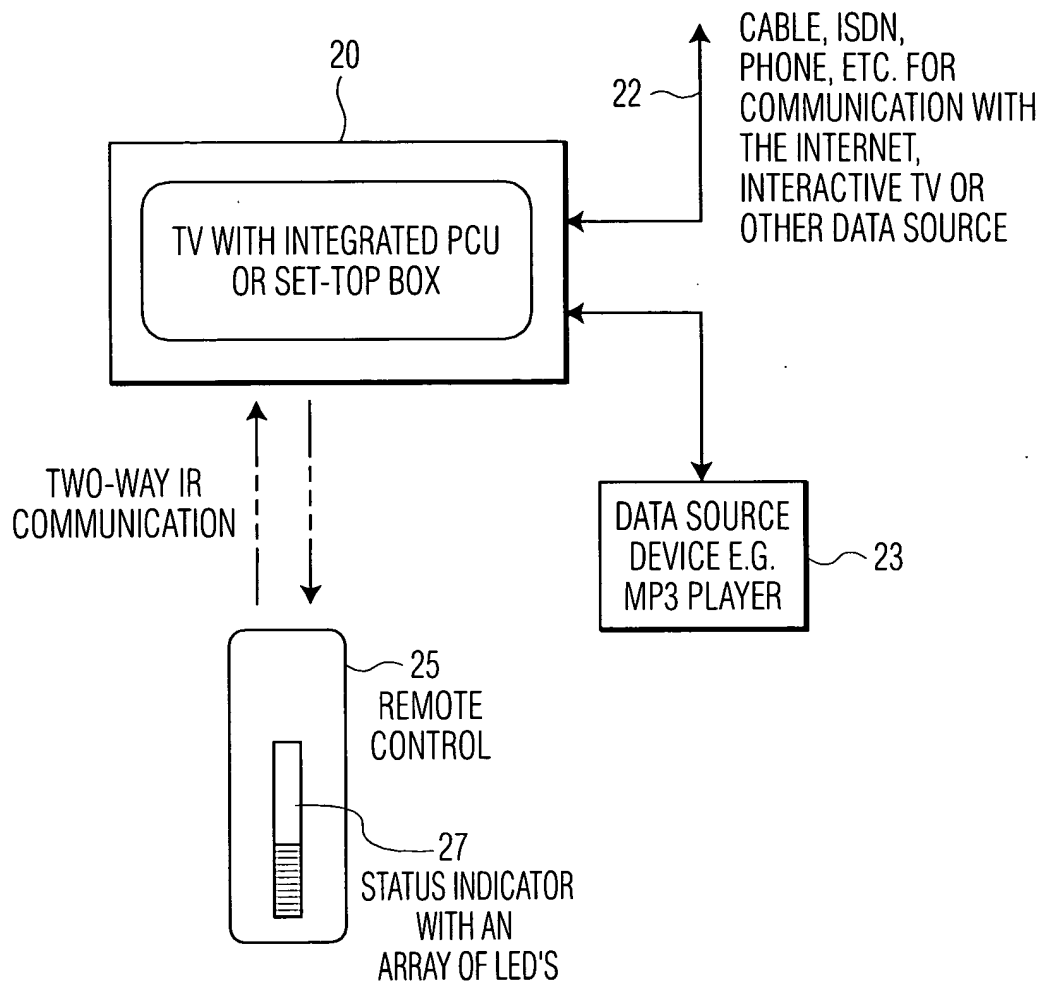 20
22
CABLE, ISDN,
PHONE, ETC. FOR
COMMUNICATION WITH
THE INTERNET,
INTERACTIVE TV OR
OTHER DATA SOURCE
TV WITH INTEGRATED PCU
OR SET-TOP BOX
TWO-WAY IR
COMMUNICATION
DATA SOURCE
DEVICE E.G.
MP3 PLAYER
23
25
REMOTE
CONTROL
27
STATUS INDICATOR
WITH AN
ARRAY OF LED'S